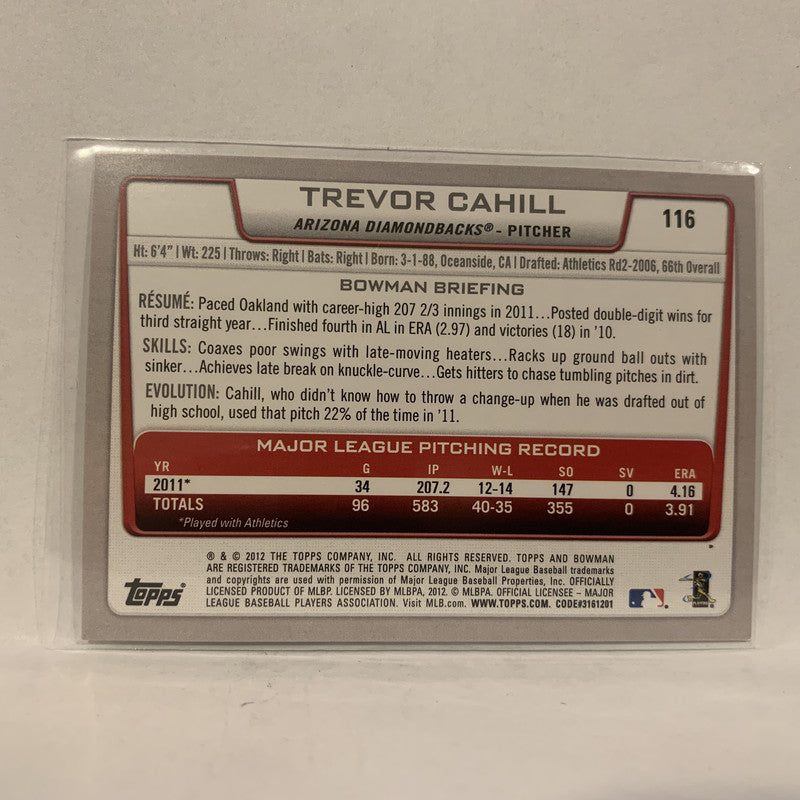 TREVOR CAHILL
ARIZONA DIAMONDBACKS® - PITCHER
116
Ht: 6'4" | Wt: 225 | Throws: Right | Bats: Right | Born: 3-1-88, Oceanside, CA | Drafted: Athletics Rd2-2006, 66th Overall
BOWMAN BRIEFING
RÉSUMÉ: Paced Oakland with career-high 207 2/3 innings in 2011...Posted double-digit wins for
third straight year...Finished fourth in AL in ERA (2.97) and victories (18) in '10.
SKILLS: Coaxes poor swings with late-moving heaters...Racks up ground ball outs with
sinker...Achieves late break on knuckle-curve...Gets hitters to chase tumbling pitches in dirt.
EVOLUTION: Cahill, who didn't know how to throw a change-up when he was drafted out of
high school, used that pitch 22% of the time in '11.
MAJOR LEAGUE PITCHING RECORD
YR G IP W-L SO SV ERA
2011* 34 207.2 12-14 147 0 4.16
TOTALS 96 583 40-35 355 0 3.91
*Played with Athletics
® & © 2012 THE TOPPS COMPANY, INC. ALL RIGHTS RESERVED. TOPPS AND BOWMAN
ARE REGISTERED TRADEMARKS OF THE TOPPS COMPANY, INC. Major League Baseball trademarks
and copyrights are used with permission of Major League Baseball Properties, Inc. OFFICIALLY
LICENSED PRODUCT OF MLBP. LICENSED BY MLBPA, 2012. © MLBPA. OFFICIAL LICENSEE – MAJOR
LEAGUE BASEBALL PLAYERS ASSOCIATION. Visit MLB.com. WWW.TOPPS.COM. CODE#3161201
Topps